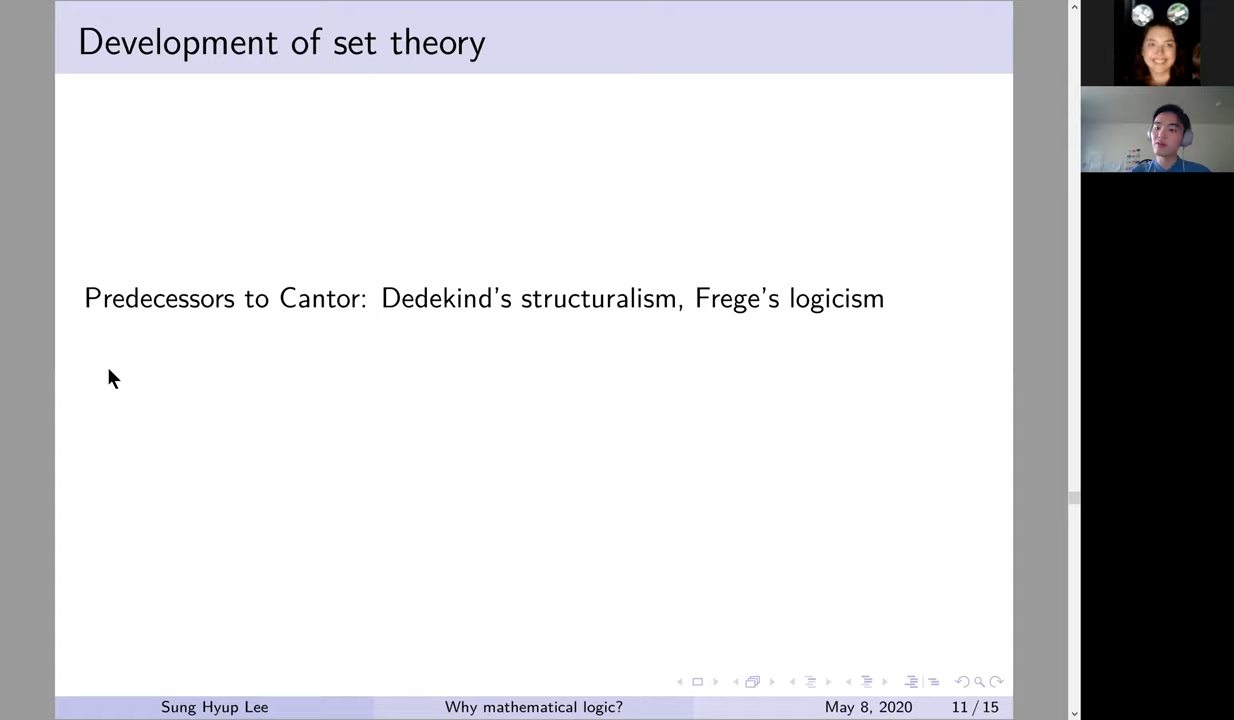 Development of set theory
Predecessors to Cantor: Dedekind's structuralism, Frege's logicism
Sung Hyup Lee
Why mathematical logic?
May 8, 2020
11 / 15